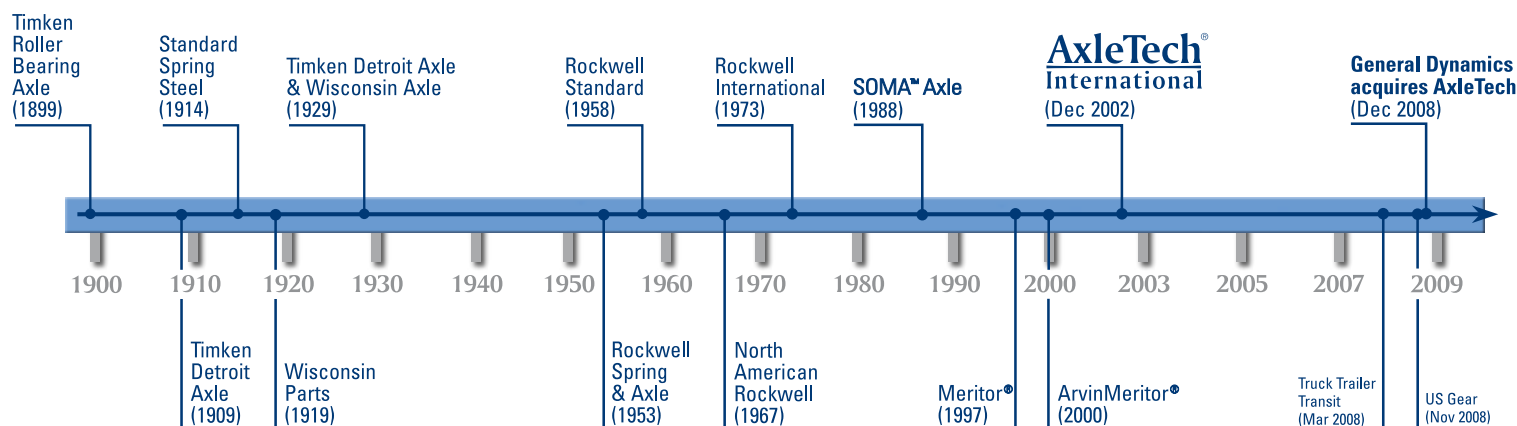 Timken
Roller
Bearing
Axle
(1899)
Standard
Spring
Steel
(1914)
Timken Detroit Axle
& Wisconsin Axle
(1929)
Rockwell
Standard
(1958)
Rockwell
International
(1973)
SOMA™ Axle
(1988)
AxleTech®
International
(Dec 2002)
General Dynamics
acquires AxleTech
(Dec 2008)
1900 1910 1920 1930 1940 1950 1960 1970 1980 1990 2000 2003 2005 2007 2009
Timken
Detroit
Axle
(1909)
Wisconsin
Parts
(1919)
Rockwell
Spring
& Axle
(1953)
North
American
Rockwell
(1967)
Meritor®
(1997)
ArvinMeritor®
(2000)
Truck Trailer
Transit
(Mar 2008)
US Gear
(Nov 2008)